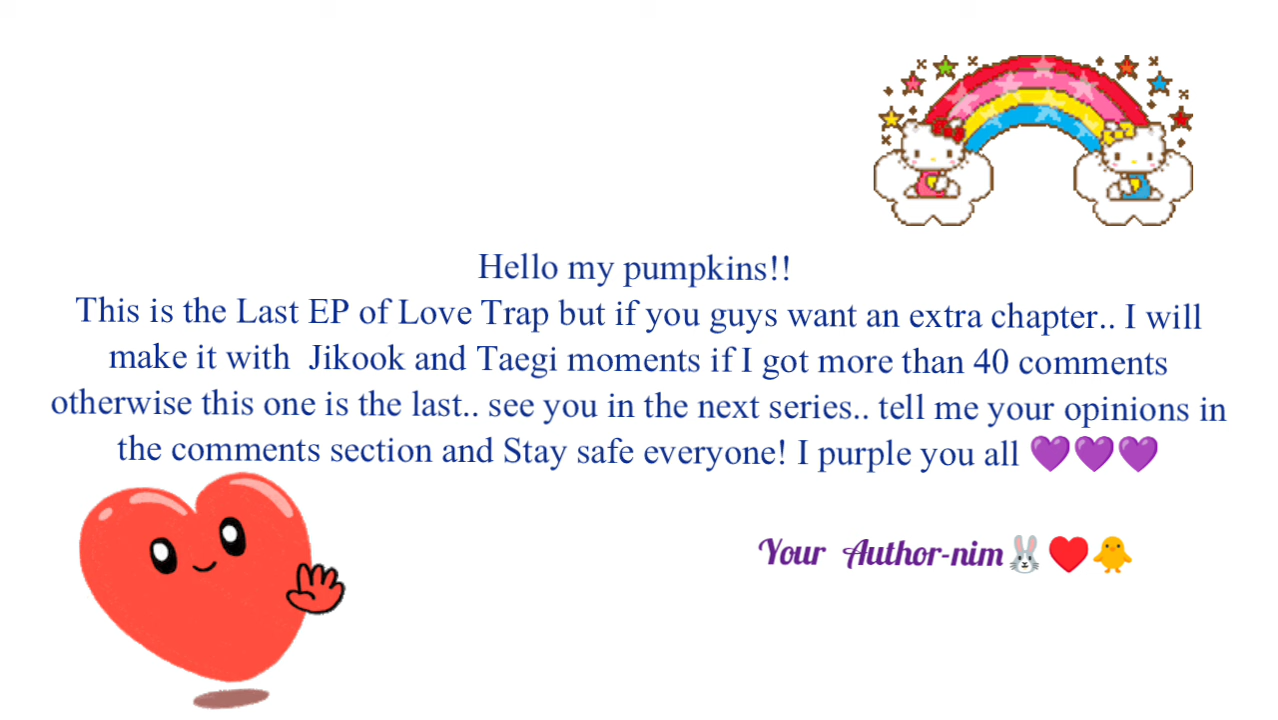 Hello my pumpkins!!
This is the Last EP of Love Trap but if you guys want an extra chapter.. I will
make it with  Jikook and Taegi moments if I got more than 40 comments
otherwise this one is the last.. see you in the next series.. tell me your opinions in
the comments section and Stay safe everyone! I purple you all 💜💜💜
Your Author-nim🐰❤️🐥